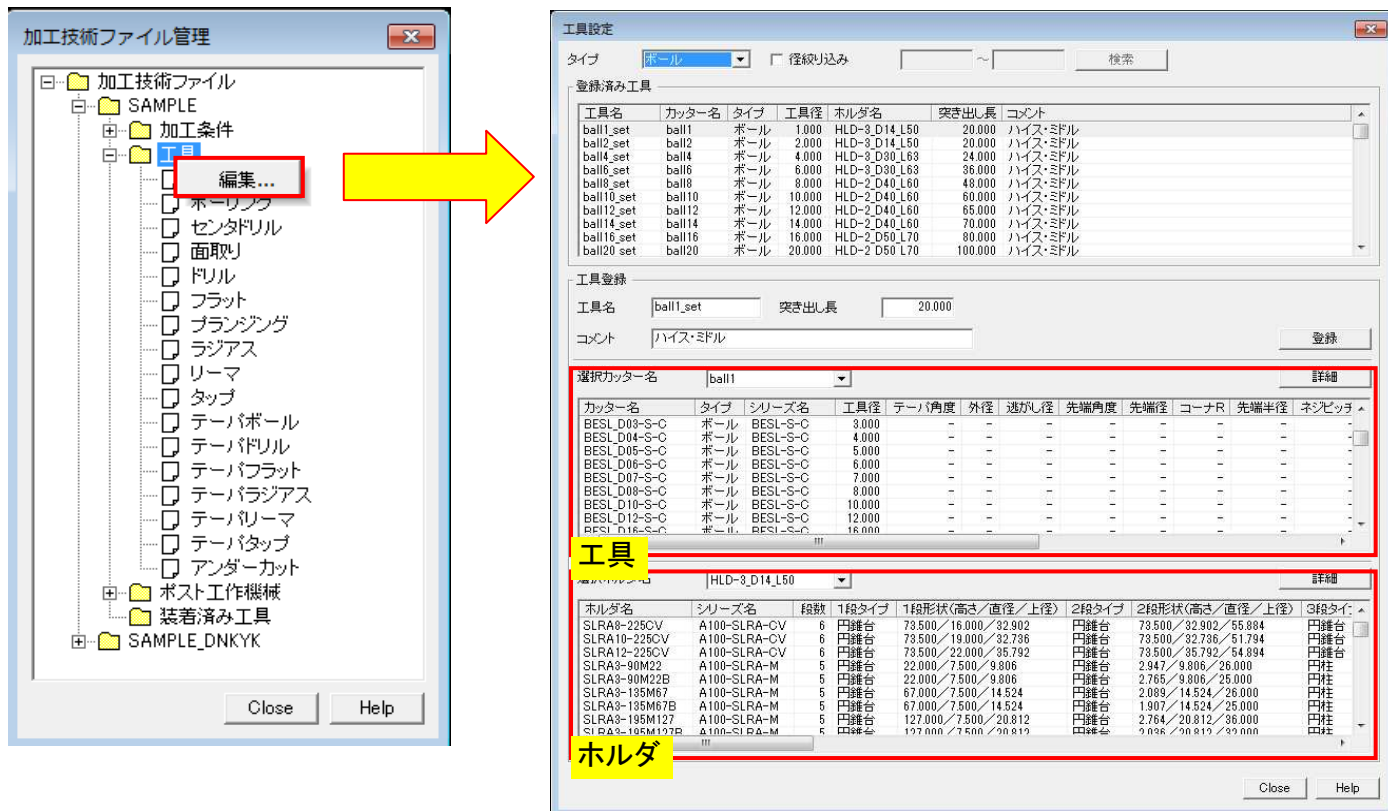 加工技術ファイル管理
加工技術ファイル
SAMPLE
加工条件
工具
編集...
ボーリング
センタドリル
面取り
ドリル
フラット
プランジング
ラジアス
リーマ
タップ
テーパボール
テーパドリル
テーパフラット
テーパラジアス
テーパリーマ
テーパタップ
アンダーカット
ポスト工作機械
装着済み工具
SAMPLE_DNKYK
Close Help
工具設定
タイプ ボール 径絞り込み ～ 検索
登録済み工具
工具名 カッター名 タイプ 工具径 ホルダ名 突き出し長 コメント
ball1_set ball1 ボール 1.000 HLD-3_D14_L50 20.000 ハイス・ミドル
ball2_set ball2 ボール 2.000 HLD-3_D14_L50 20.000 ハイス・ミドル
ball4_set ball4 ボール 4.000 HLD-3_D30_L63 24.000 ハイス・ミドル
ball6_set ball6 ボール 6.000 HLD-3_D30_L63 36.000 ハイス・ミドル
ball8_set ball8 ボール 8.000 HLD-2_D40_L60 48.000 ハイス・ミドル
ball10_set ball10 ボール 10.000 HLD-2_D40_L60 60.000 ハイス・ミドル
ball12_set ball12 ボール 12.000 HLD-2_D40_L60 65.000 ハイス・ミドル
ball14_set ball14 ボール 14.000 HLD-2_D40_L60 70.000 ハイス・ミドル
ball16_set ball16 ボール 16.000 HLD-2_D50_L70 80.000 ハイス・ミドル
ball20_set ball20 ボール 20.000 HLD-2_D50_L70 100.000 ハイス・ミドル
工具登録
工具名 ball1_set 突き出し長 20.000
コメント ハイス・ミドル 登録
選択カッター名 ball1 詳細
カッター名 タイプ シリーズ名 工具径 テーパ角度 外径 逃がし径 先端角度 先端径 コーナR 先端半径 ネジピッチ
BESL_D03-S-C ボール BESL-S-C 3.000 - - - - - - - -
BESL_D04-S-C ボール BESL-S-C 4.000 - - - - - - - -
BESL_D05-S-C ボール BESL-S-C 5.000 - - - - - - - -
BESL_D06-S-C ボール BESL-S-C 6.000 - - - - - - - -
BESL_D07-S-C ボール BESL-S-C 7.000 - - - - - - - -
BESL_D08-S-C ボール BESL-S-C 8.000 - - - - - - - -
BESL_D10-S-C ボール BESL-S-C 10.000 - - - - - - - -
BESL_D12-S-C ボール BESL-S-C 12.000 - - - - - - - -
BESL_D16-S-C ボール BESL-S-C 16.000 - - - - - - - -
工具
HLD-3_D14_L50 詳細
ホルダ名 シリーズ名 段数 1段タイプ 1段形状(高さ／直径／上径) 2段タイプ 2段形状(高さ／直径／上径) 3段タイ
SLRA8-225CV A100-SLRA-CV 6 円錐台 73.500／16.000／32.902 円錐台 73.500／32.902／55.884 円錐台
SLRA10-225CV A100-SLRA-CV 6 円錐台 73.500／19.000／32.736 円錐台 73.500／32.736／51.794 円錐台
SLRA12-225CV A100-SLRA-CV 6 円錐台 73.500／22.000／35.792 円錐台 73.500／35.792／54.894 円錐台
SLRA3-90M22 A100-SLRA-M 5 円錐台 22.000／7.500／9.806 円錐台 2.947／9.806／26.000 円柱
SLRA3-90M22B A100-SLRA-M 5 円錐台 22.000／7.500／9.806 円錐台 2.765／9.806／25.000 円柱
SLRA3-135M67 A100-SLRA-M 5 円錐台 67.000／7.500／14.524 円錐台 2.089／14.524／26.000 円柱
SLRA3-135M67B A100-SLRA-M 5 円錐台 67.000／7.500／14.524 円錐台 1.907／14.524／25.000 円柱
SLRA3-195M127 A100-SLRA-M 5 円錐台 127.000／7.500／20.812 円錐台 2.764／20.812／36.000 円柱
SLRA3-195M127B A100-SLRA-M 5 円錐台 127.000／7.500／20.812 円錐台 2.036／20.812／32.000 円柱
ホルダ
Close Help